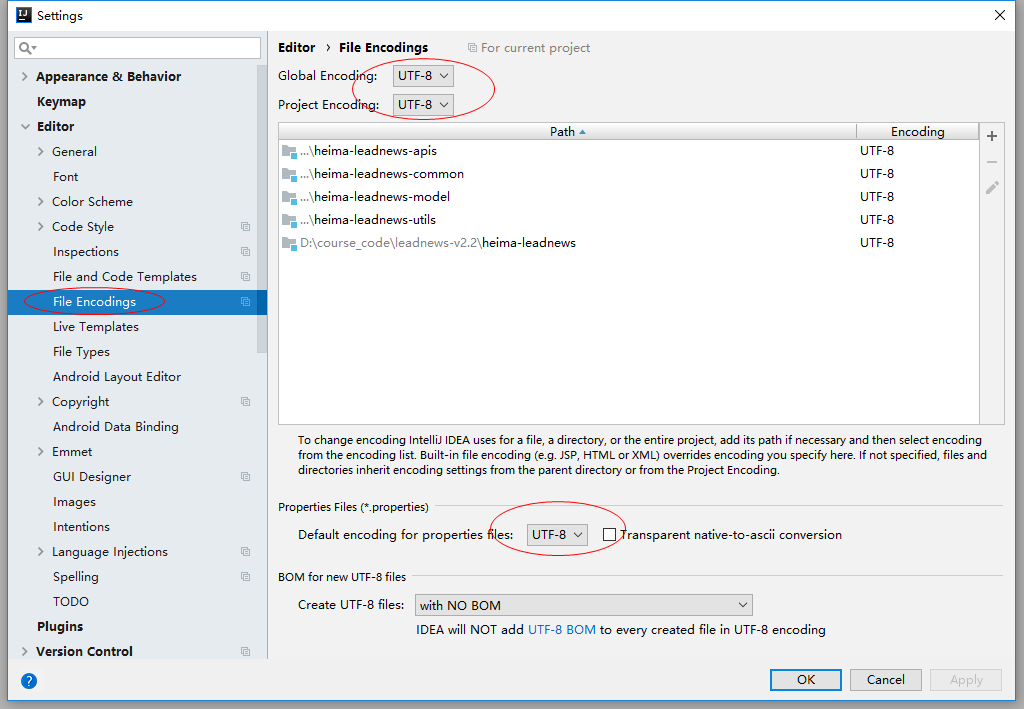 Settings
Appearance & Behavior
Keymap
Editor
General
Font
Color Scheme
Code Style
Inspections
File and Code Templates
File Encodings
Live Templates
File Types
Android Layout Editor
Copyright
Android Data Binding
Emmet
GUI Designer
Images
Intentions
Language Injections
Spelling
TODO
Plugins
Version Control
Editor › File Encodings For current project
Global Encoding: UTF-8
Project Encoding: UTF-8
Path Encoding
...\heima-leadnews-apis UTF-8
...\heima-leadnews-common UTF-8
...\heima-leadnews-model UTF-8
...\heima-leadnews-utils UTF-8
D:\course_code\leadnews-v2.2\heima-leadnews UTF-8
To change encoding IntelliJ IDEA uses for a file, a directory, or the entire project, add its path if necessary and then select encoding
from the encoding list. Built-in file encoding (e.g. JSP, HTML or XML) overrides encoding you specify here. If not specified, files and
directories inherit encoding settings from the parent directory or from the Project Encoding.
Properties Files (*.properties)
Default encoding for properties files: UTF-8 Transparent native-to-ascii conversion
BOM for new UTF-8 files
Create UTF-8 files: with NO BOM
IDEA will NOT add UTF-8 BOM to every created file in UTF-8 encoding
? OK Cancel Apply